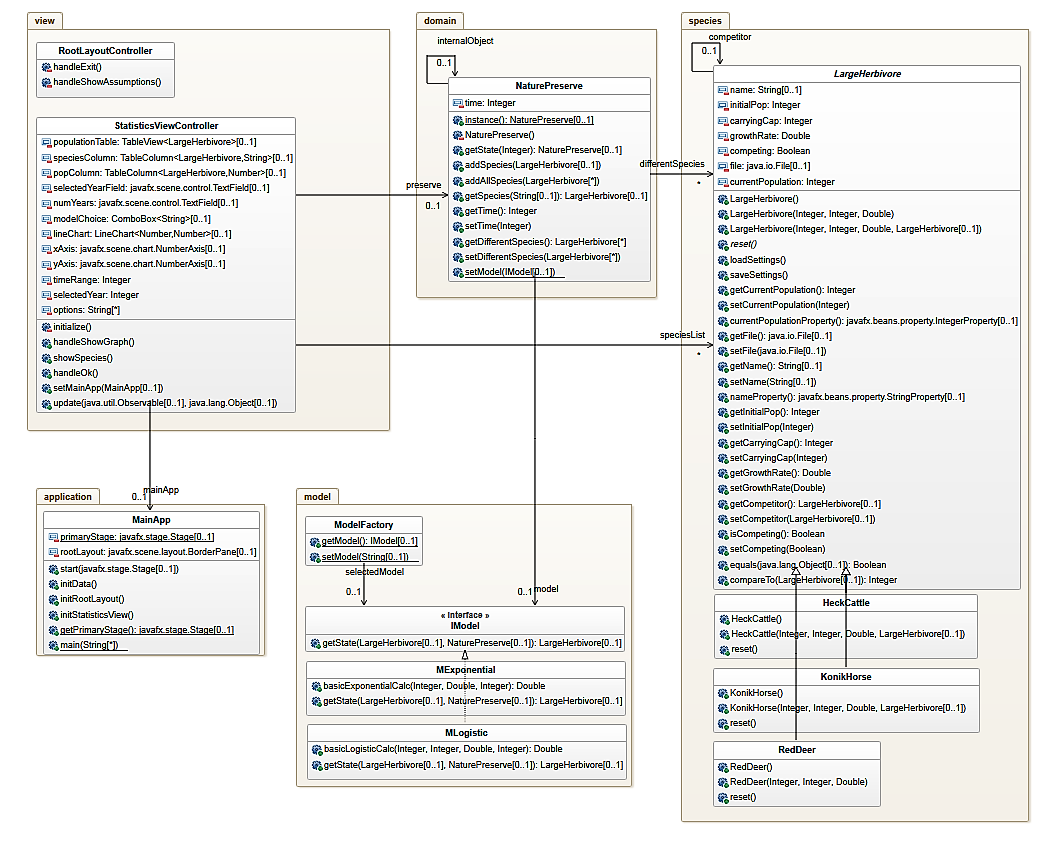 view
RootLayoutController
handleExit()
handleShowAssumptions()
StatisticsViewController
populationTable: TableView<LargeHerbivore>[0..1]
speciesColumn: TableColumn<LargeHerbivore,String>[0..1]
popColumn: TableColumn<LargeHerbivore,Number>[0..1]
selectedYearField: javafx.scene.control.TextField[0..1]
numYears: javafx.scene.control.TextField[0..1]
modelChoice: ComboBox<String>[0..1]
lineChart: LineChart<Number,Number>[0..1]
xAxis: javafx.scene.chart.NumberAxis[0..1]
yAxis: javafx.scene.chart.NumberAxis[0..1]
timeRange: Integer
selectedYear: Integer
options: String[*]
initialize()
handleShowGraph()
showSpecies()
handleOk()
setMainApp(MainApp[0..1])
update(java.util.Observable[0..1], java.lang.Object[0..1])
domain
internalObject
0..1
NaturePreserve
time: Integer
instance(): NaturePreserve[0..1]
NaturePreserve()
getState(Integer): NaturePreserve[0..1]
addSpecies(LargeHerbivore[0..1])
addAllSpecies(LargeHerbivore[*])
getSpecies(String[0..1]): LargeHerbivore[0..1]
getTime(): Integer
setTime(Integer)
getDifferentSpecies(): LargeHerbivore[*]
setDifferentSpecies(LargeHerbivore[*])
setModel(IModel[0..1])
preserve
0..1
differentSpecies
*
speciesList
*
species
competitor
0..1
LargeHerbivore
name: String[0..1]
initialPop: Integer
carryingCap: Integer
growthRate: Double
competing: Boolean
file: java.io.File[0..1]
currentPopulation: Integer
LargeHerbivore()
LargeHerbivore(Integer, Integer, Double)
LargeHerbivore(Integer, Integer, Double, LargeHerbivore[0..1])
reset()
loadSettings()
saveSettings()
getCurrentPopulation(): Integer
setCurrentPopulation(Integer)
currentPopulationProperty(): javafx.beans.property.IntegerProperty[0..1]
getFile(): java.io.File[0..1]
setFile(java.io.File[0..1])
getName(): String[0..1]
setName(String[0..1])
nameProperty(): javafx.beans.property.StringProperty[0..1]
getInitialPop(): Integer
setInitialPop(Integer)
getCarryingCap(): Integer
setCarryingCap(Integer)
getGrowthRate(): Double
setGrowthRate(Double)
getCompetitor(): LargeHerbivore[0..1]
setCompetitor(LargeHerbivore[0..1])
isCompeting(): Boolean
setCompeting(Boolean)
equals(java.lang.Object[0..1]): Boolean
compareTo(LargeHerbivore[0..1]): Integer
HeckCattle
HeckCattle()
HeckCattle(Integer, Integer, Double, LargeHerbivore[0..1])
reset()
KonikHorse
KonikHorse()
KonikHorse(Integer, Integer, Double, LargeHerbivore[0..1])
reset()
RedDeer
RedDeer()
RedDeer(Integer, Integer, Double)
reset()
application
mainApp
0..1
MainApp
primaryStage: javafx.stage.Stage[0..1]
rootLayout: javafx.scene.layout.BorderPane[0..1]
start(javafx.stage.Stage[0..1])
initData()
initRootLayout()
initStatisticsView()
getPrimaryStage(): javafx.stage.Stage[0..1]
main(String[*])
model
ModelFactory
getModel(): IModel[0..1]
setModel(String[0..1])
selectedModel
0..1
model
0..1
« Interface »
IModel
getState(LargeHerbivore[0..1], NaturePreserve[0..1]): LargeHerbivore[0..1]
MExponential
basicExponentialCalc(Integer, Double, Integer): Double
getState(LargeHerbivore[0..1], NaturePreserve[0..1]): LargeHerbivore[0..1]
MLogistic
basicLogisticCalc(Integer, Integer, Double, Integer): Double
getState(LargeHerbivore[0..1], NaturePreserve[0..1]): LargeHerbivore[0..1]